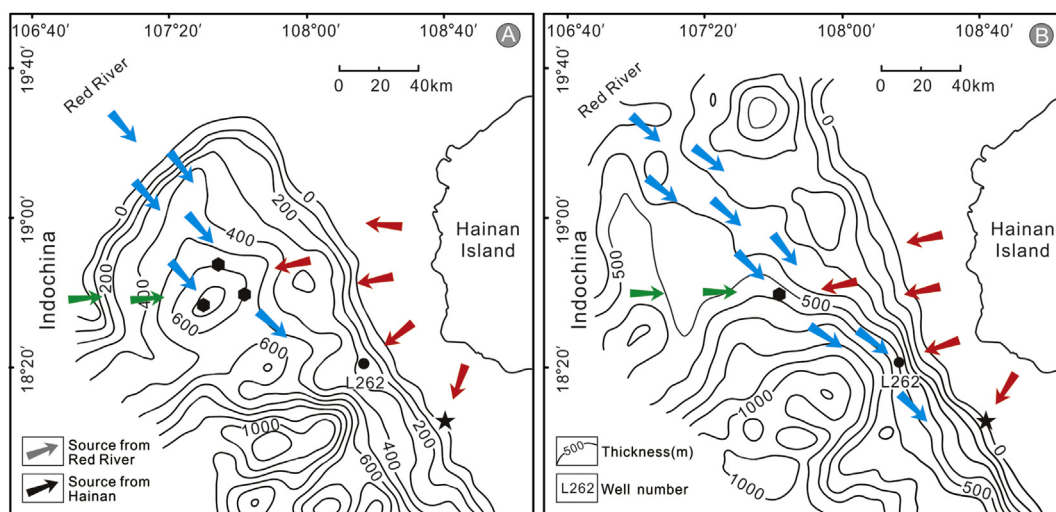 106°40′ 107°20′ 108°00′ 108°40′ A
19°40′
0 20 40km
Red River
0
200
19°00′
400
Hainan
Island
Indochina
200
400
600
600
18°20′
L262
1000
200
400
600
Source from
Red River
Source from
Hainan
106°40′ 107°20′ 108°00′ 108°40′ B
19°40′
0 20 40km
Red River
0
19°00′
Hainan
Island
Indochina
500
500
18°20′
L262
1000
0
1000
500
500 Thickness(m)
L262 Well number